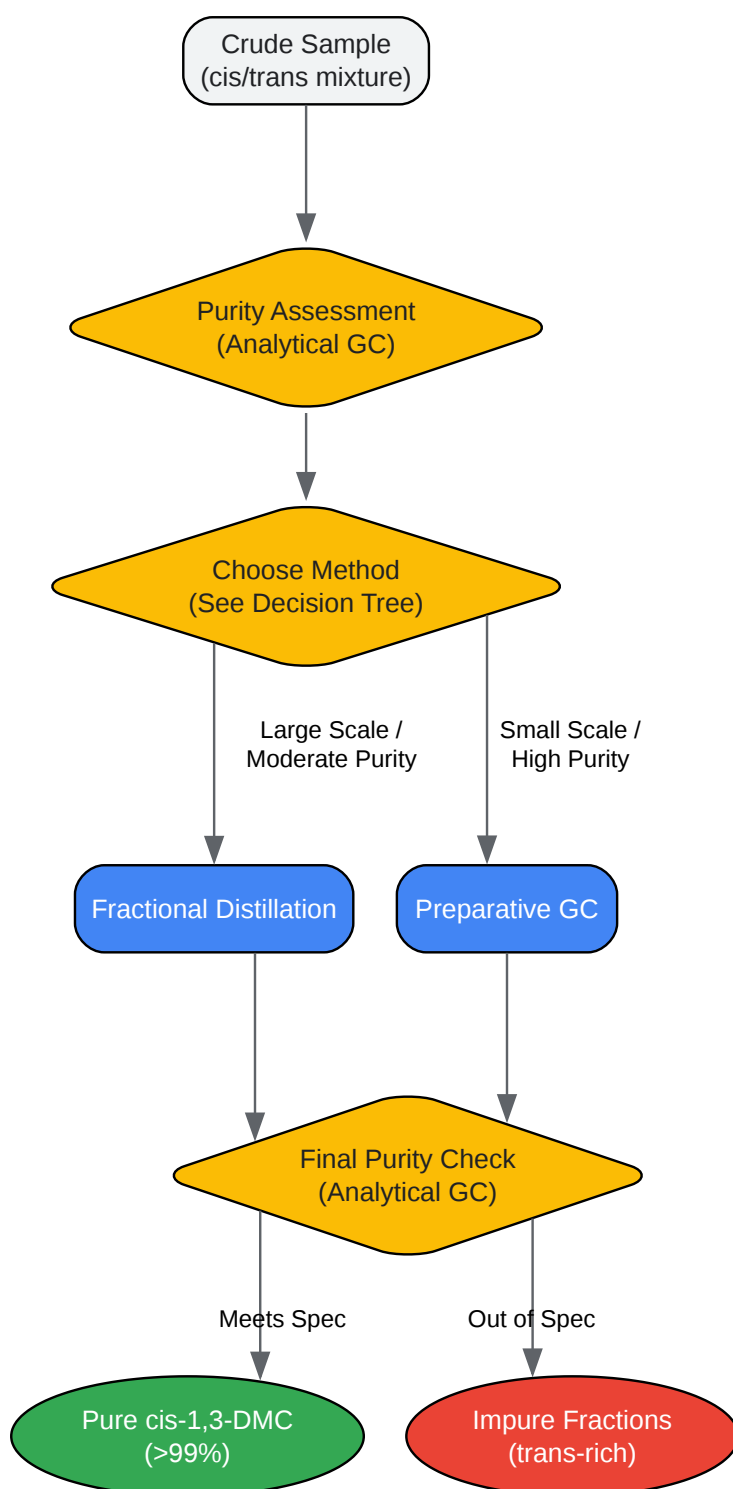 Crude Sample
(cis/trans mixture)
Purity Assessment
(Analytical GC)
Choose Method
(See Decision Tree)
Large Scale /
Moderate Purity
Small Scale /
High Purity
Fractional Distillation
Preparative GC
Final Purity Check
(Analytical GC)
Meets Spec
Out of Spec
Pure cis-1,3-DMC
(>99%)
Impure Fractions
(trans-rich)